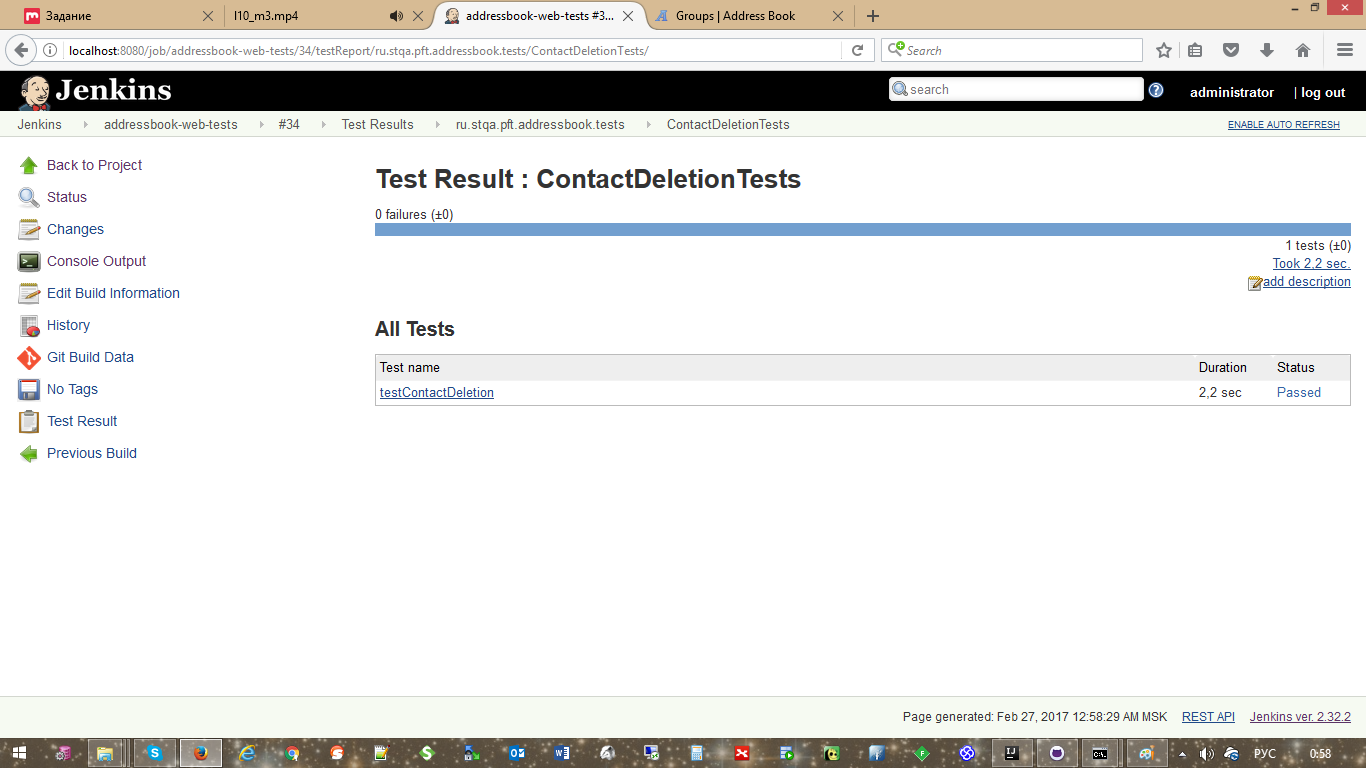 Задание
l10_m3.mp4
addressbook-web-tests #3...
Groups | Address Book
localhost:8080/job/addressbook-web-tests/34/testReport/ru.stqa.pft.addressbook.tests/ContactDeletionTests/
Search
Jenkins
search
administrator
| log out
Jenkins
addressbook-web-tests
#34
Test Results
ru.stqa.pft.addressbook.tests
ContactDeletionTests
ENABLE AUTO REFRESH
Back to Project
Status
Changes
Console Output
Edit Build Information
History
Git Build Data
No Tags
Test Result
Previous Build
Test Result : ContactDeletionTests
0 failures (±0)
1 tests (±0)
Took 2,2 sec.
add description
All Tests
Test name Duration Status
testContactDeletion 2,2 sec Passed
Page generated: Feb 27, 2017 12:58:29 AM MSK
REST API
Jenkins ver. 2.32.2
РУС
0:58